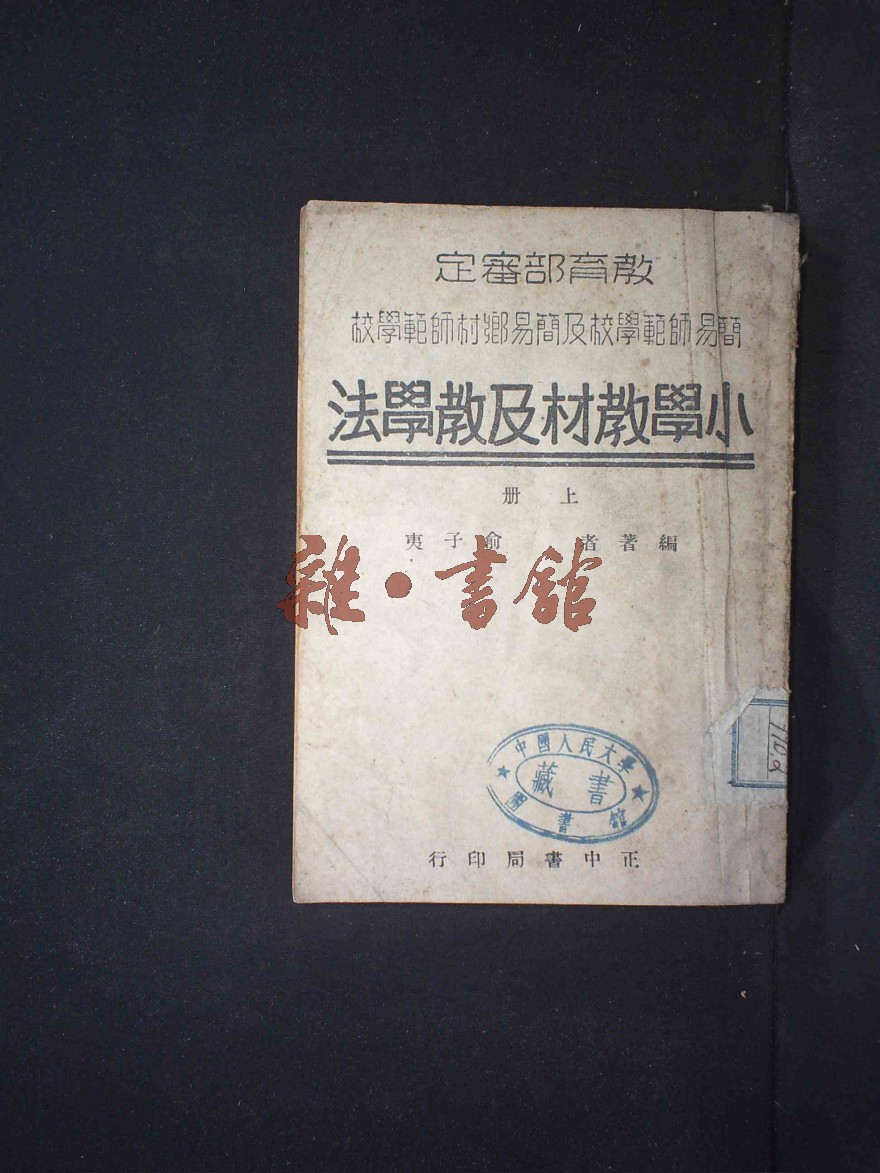 教育部審定
簡易師範學校及簡易鄉村師範學校
小學教材及教學法
上冊
編著者 俞子夷
雜·書館
中國人民大學
藏書
圖書館
正中書局印行